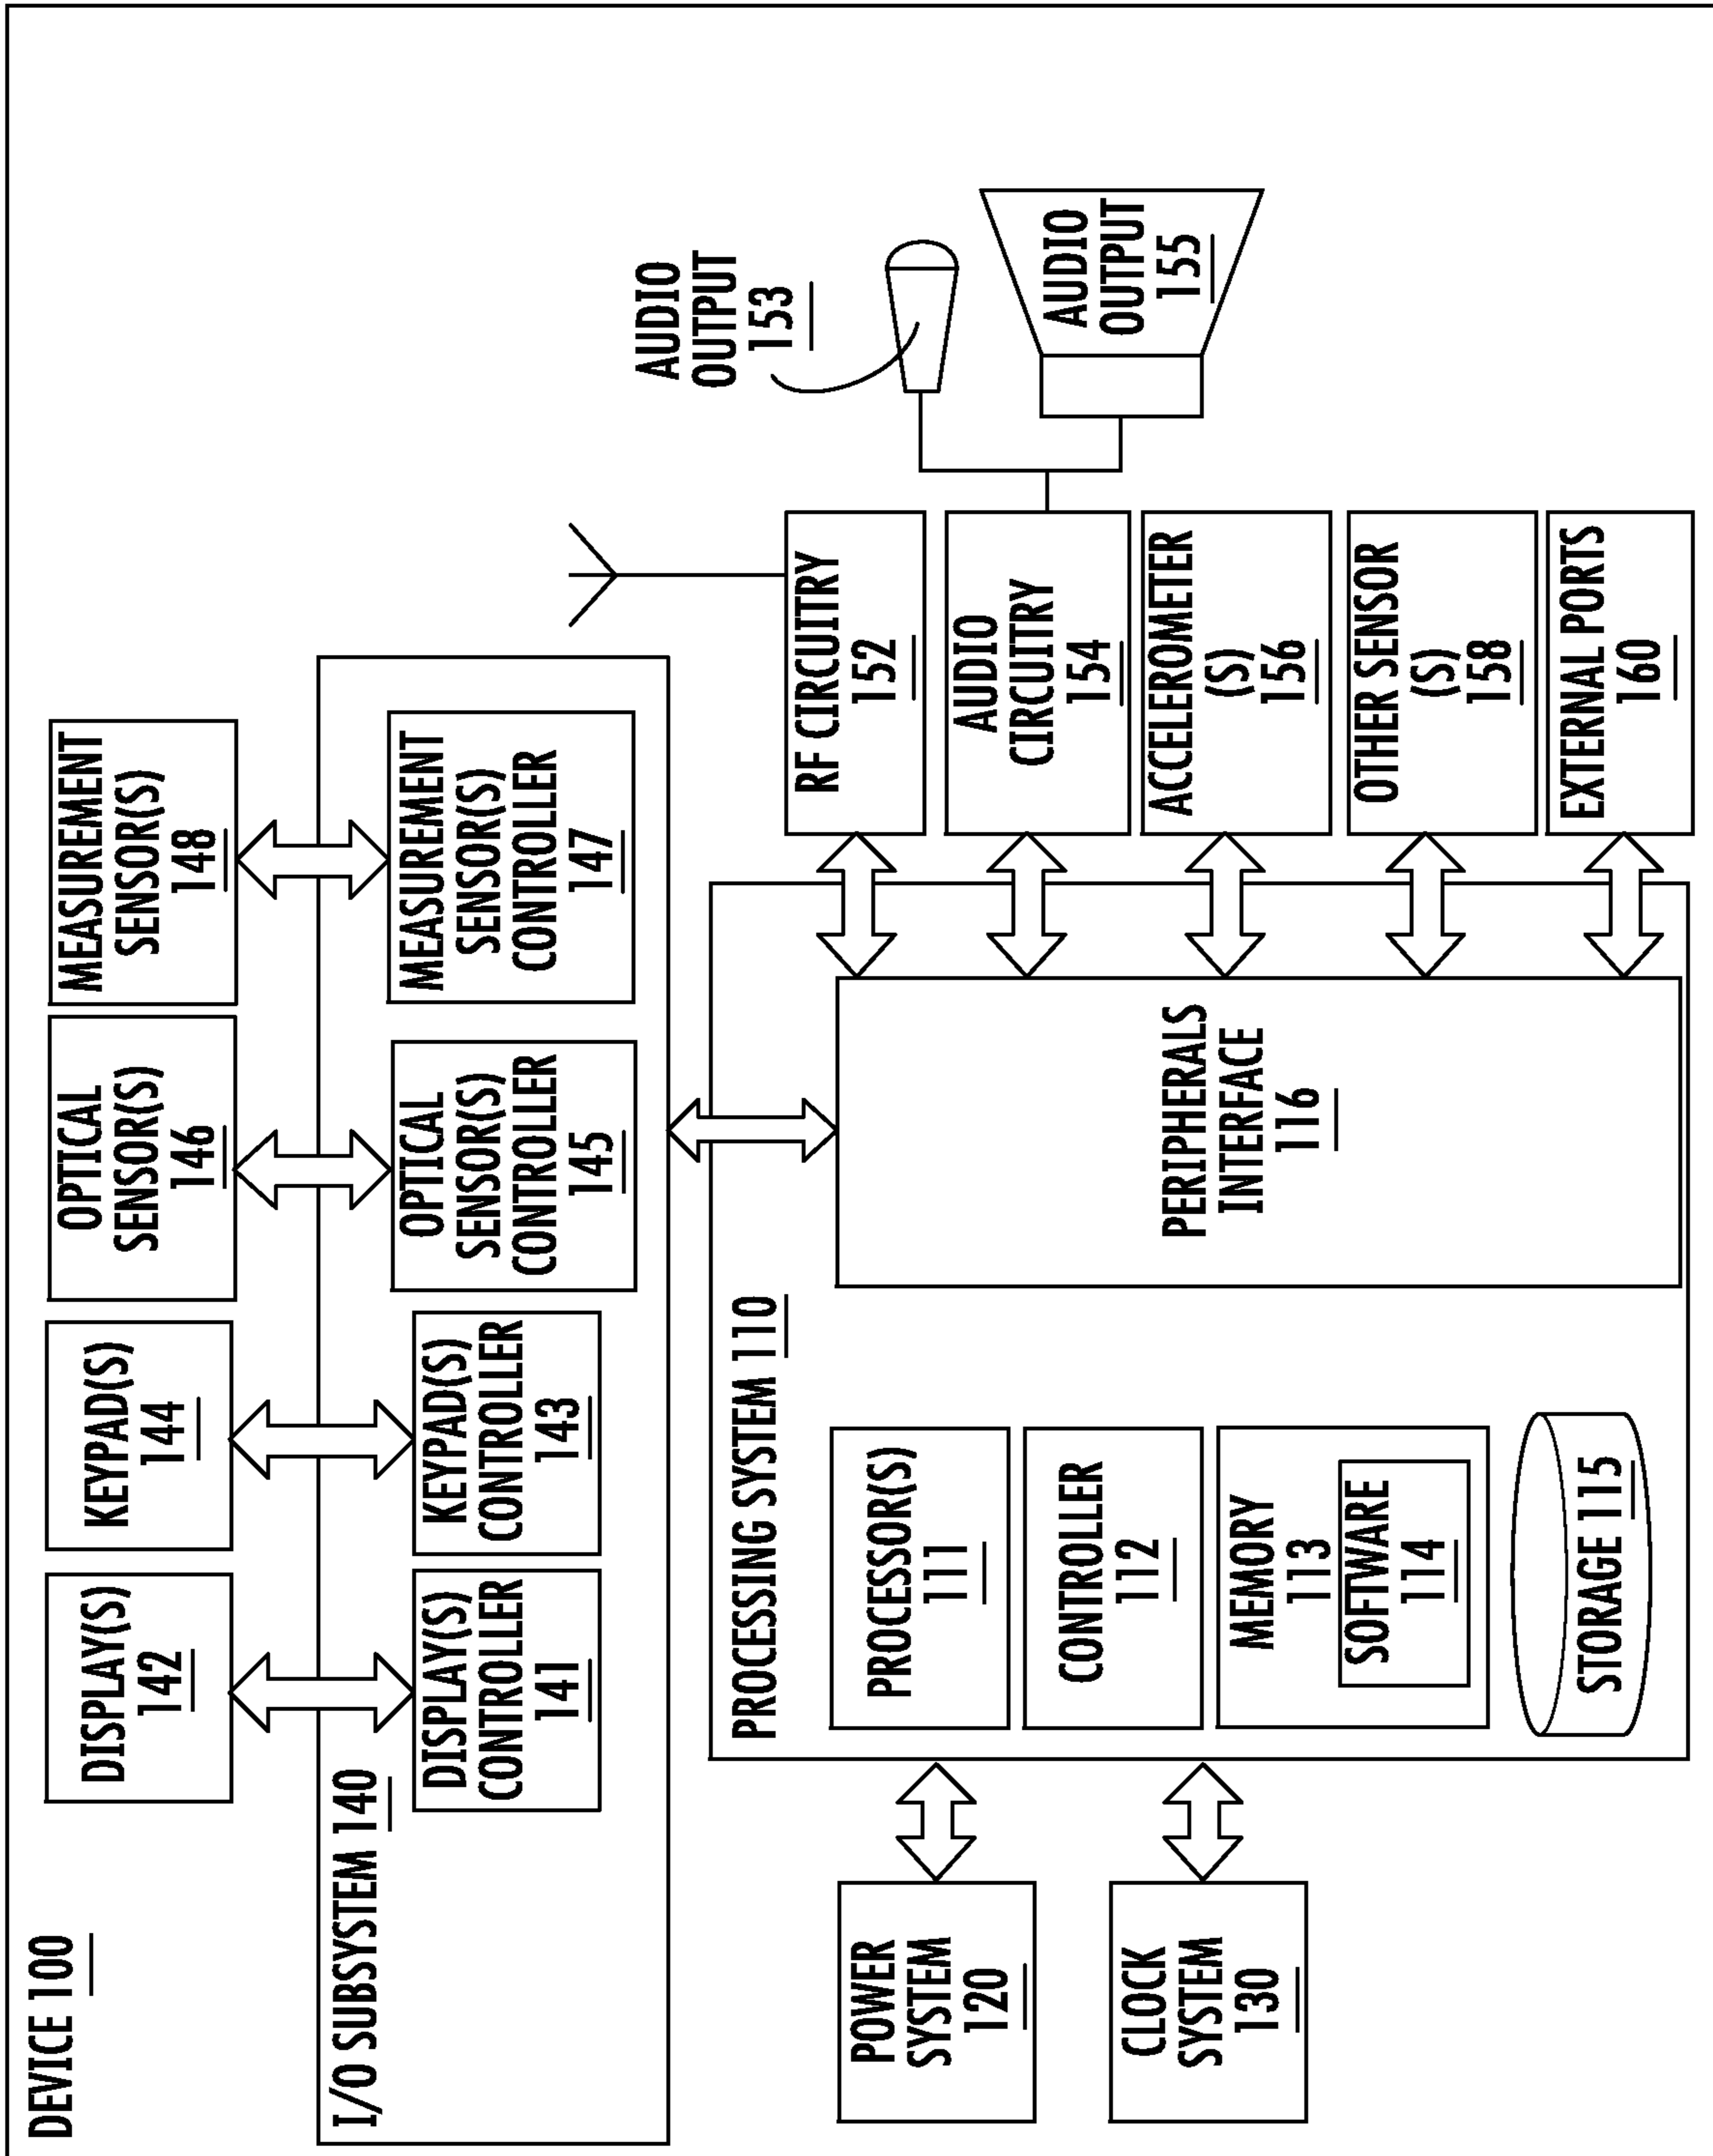 DEVICE 100
DISPLAY(S)
142
KEYPAD(S)
144
OPTICAL
SENSOR(S)
146
MEASUREMENT
SENSOR(S)
148
I/O SUBSYSTEM 140
DISPLAY(S)
CONTROLLER
141
KEYPAD(S)
CONTROLLER
143
OPTICAL
SENSOR(S)
CONTROLLER
145
MEASUREMENT
SENSOR(S)
CONTROLLER
147
POWER
SYSTEM
120
CLOCK
SYSTEM
130
PROCESSING SYSTEM 110
PROCESSOR(S)
111
CONTROLLER
112
MEMORY
113
SOFTWARE
114
STORAGE 115
PERIPHERALS
INTERFACE
116
RF CIRCUITRY
152
AUDIO
CIRCUITRY
154
ACCELEROMETER
(S)
156
OTHER SENSOR
(S)
158
EXTERNAL PORTS
160
AUDIO
OUTPUT
153
AUDIO
OUTPUT
155